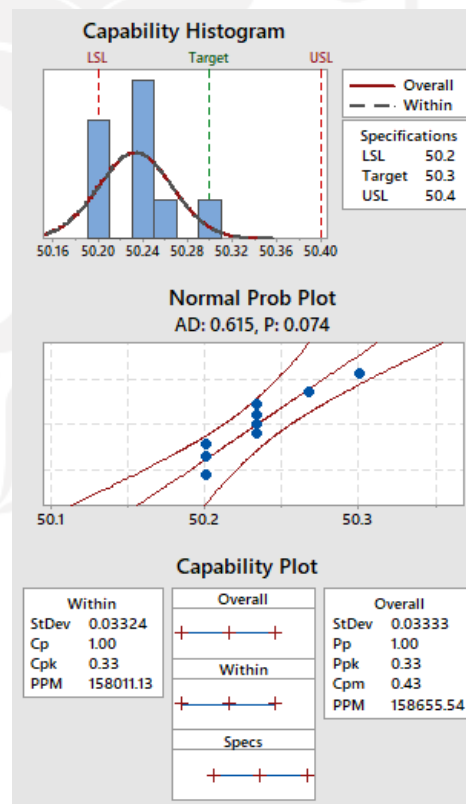 Capability Histogram
LSL Target USL
Overall
Within
Specifications
LSL 50.2
Target 50.3
USL 50.4
50.16 50.20 50.24 50.28 50.32 50.36 50.40
Normal Prob Plot
AD: 0.615, P: 0.074
50.1 50.2 50.3
Capability Plot
Within
StDev 0.03324
Cp 1.00
Cpk 0.33
PPM 158011.13
Overall
Within
Specs
Overall
StDev 0.03333
Pp 1.00
Ppk 0.33
Cpm 0.43
PPM 158655.54